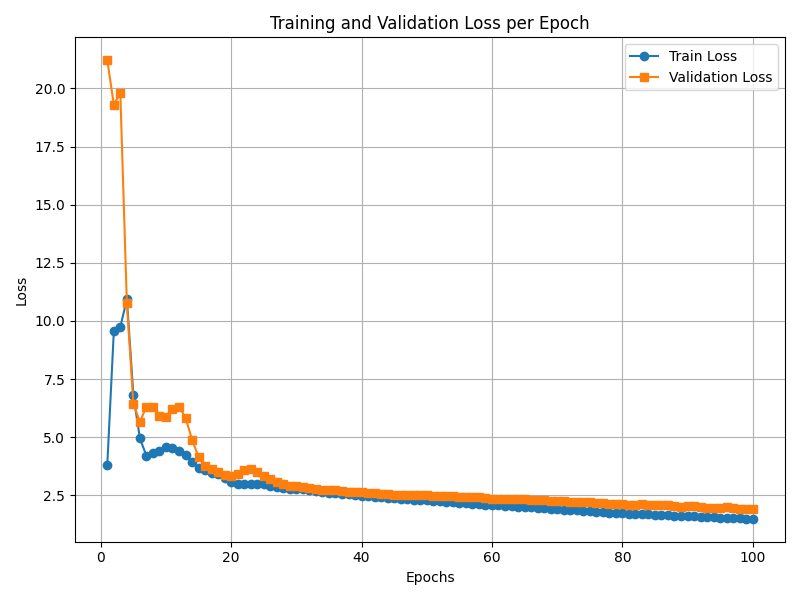 Training and Validation Loss per Epoch
Train Loss
Validation Loss
20.0
17.5
15.0
12.5
10.0
7.5
5.0
2.5
Loss
0 20 40 60 80 100
Epochs